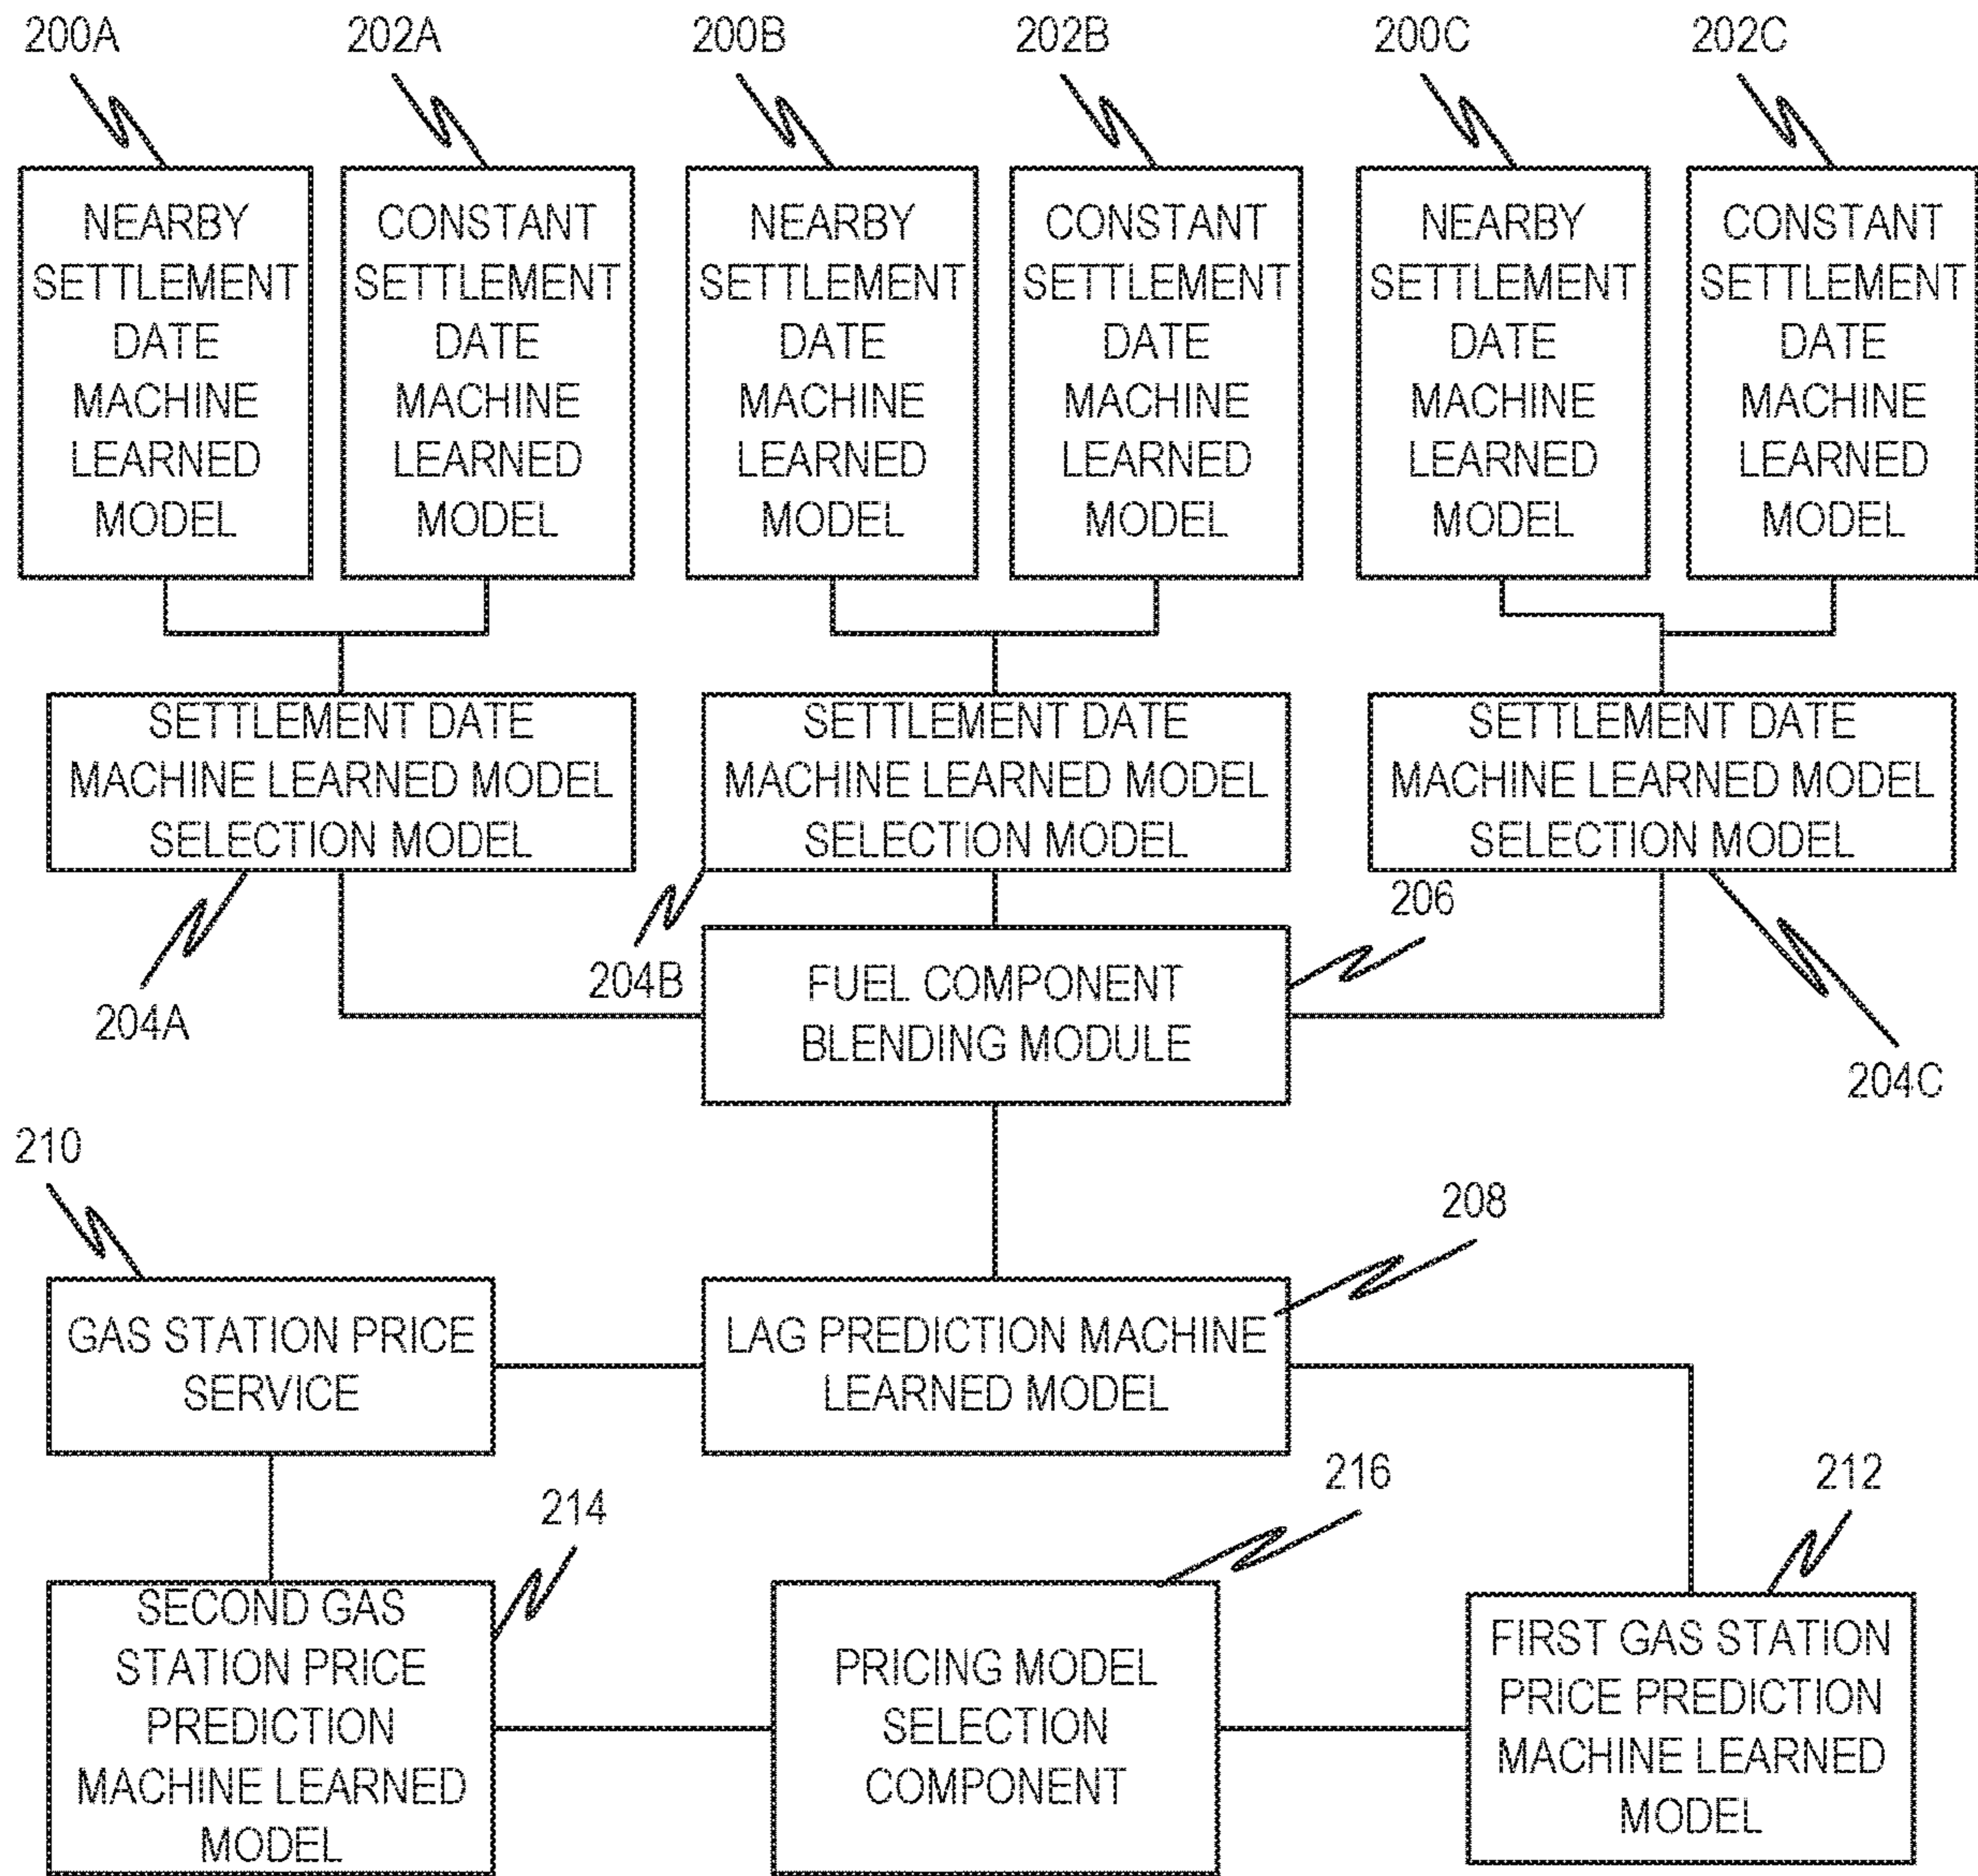 200A
202A
200B
202B
200C
202C
NEARBY
SETTLEMENT
DATE
MACHINE
LEARNED
MODEL
CONSTANT
SETTLEMENT
DATE
MACHINE
LEARNED
MODEL
NEARBY
SETTLEMENT
DATE
MACHINE
LEARNED
MODEL
CONSTANT
SETTLEMENT
DATE
MACHINE
LEARNED
MODEL
NEARBY
SETTLEMENT
DATE
MACHINE
LEARNED
MODEL
CONSTANT
SETTLEMENT
DATE
MACHINE
LEARNED
MODEL
SETTLEMENT DATE
MACHINE LEARNED MODEL
SELECTION MODEL
SETTLEMENT DATE
MACHINE LEARNED MODEL
SELECTION MODEL
SETTLEMENT DATE
MACHINE LEARNED MODEL
SELECTION MODEL
204A
204B
206
204C
FUEL COMPONENT
BLENDING MODULE
210
208
GAS STATION PRICE
SERVICE
LAG PREDICTION MACHINE
LEARNED MODEL
214
216
212
SECOND GAS
STATION PRICE
PREDICTION
MACHINE LEARNED
MODEL
PRICING MODEL
SELECTION
COMPONENT
FIRST GAS STATION
PRICE PREDICTION
MACHINE LEARNED
MODEL